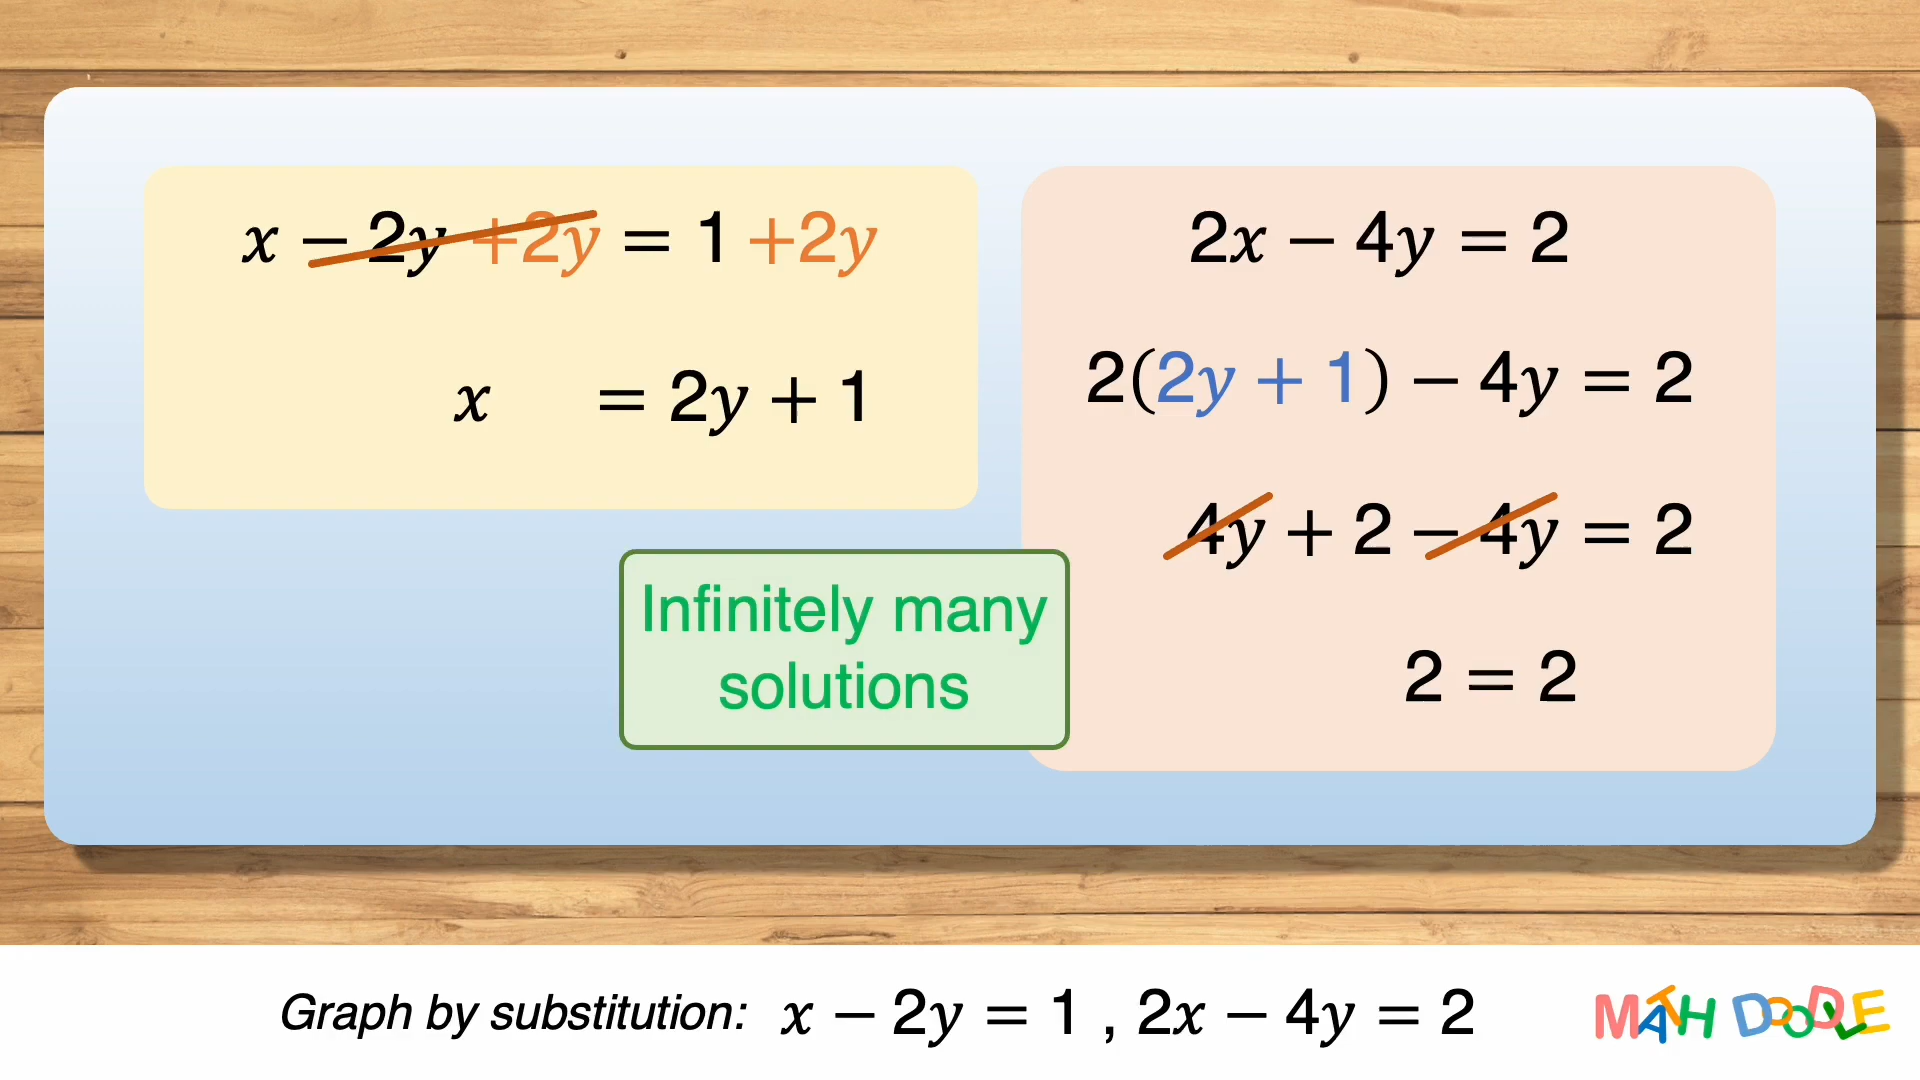 x − 2y +2y = 1 +2y
x = 2y + 1
2x − 4y = 2
2(2y + 1) − 4y = 2
4y + 2 − 4y = 2
2 = 2
Infinitely many
solutions
Graph by substitution: x − 2y = 1 , 2x − 4y = 2
MATH DOODLE